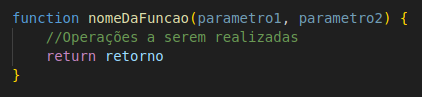 function nomeDaFuncao(parametro1, parametro2) {
    //Operações a serem realizadas
    return retorno
}